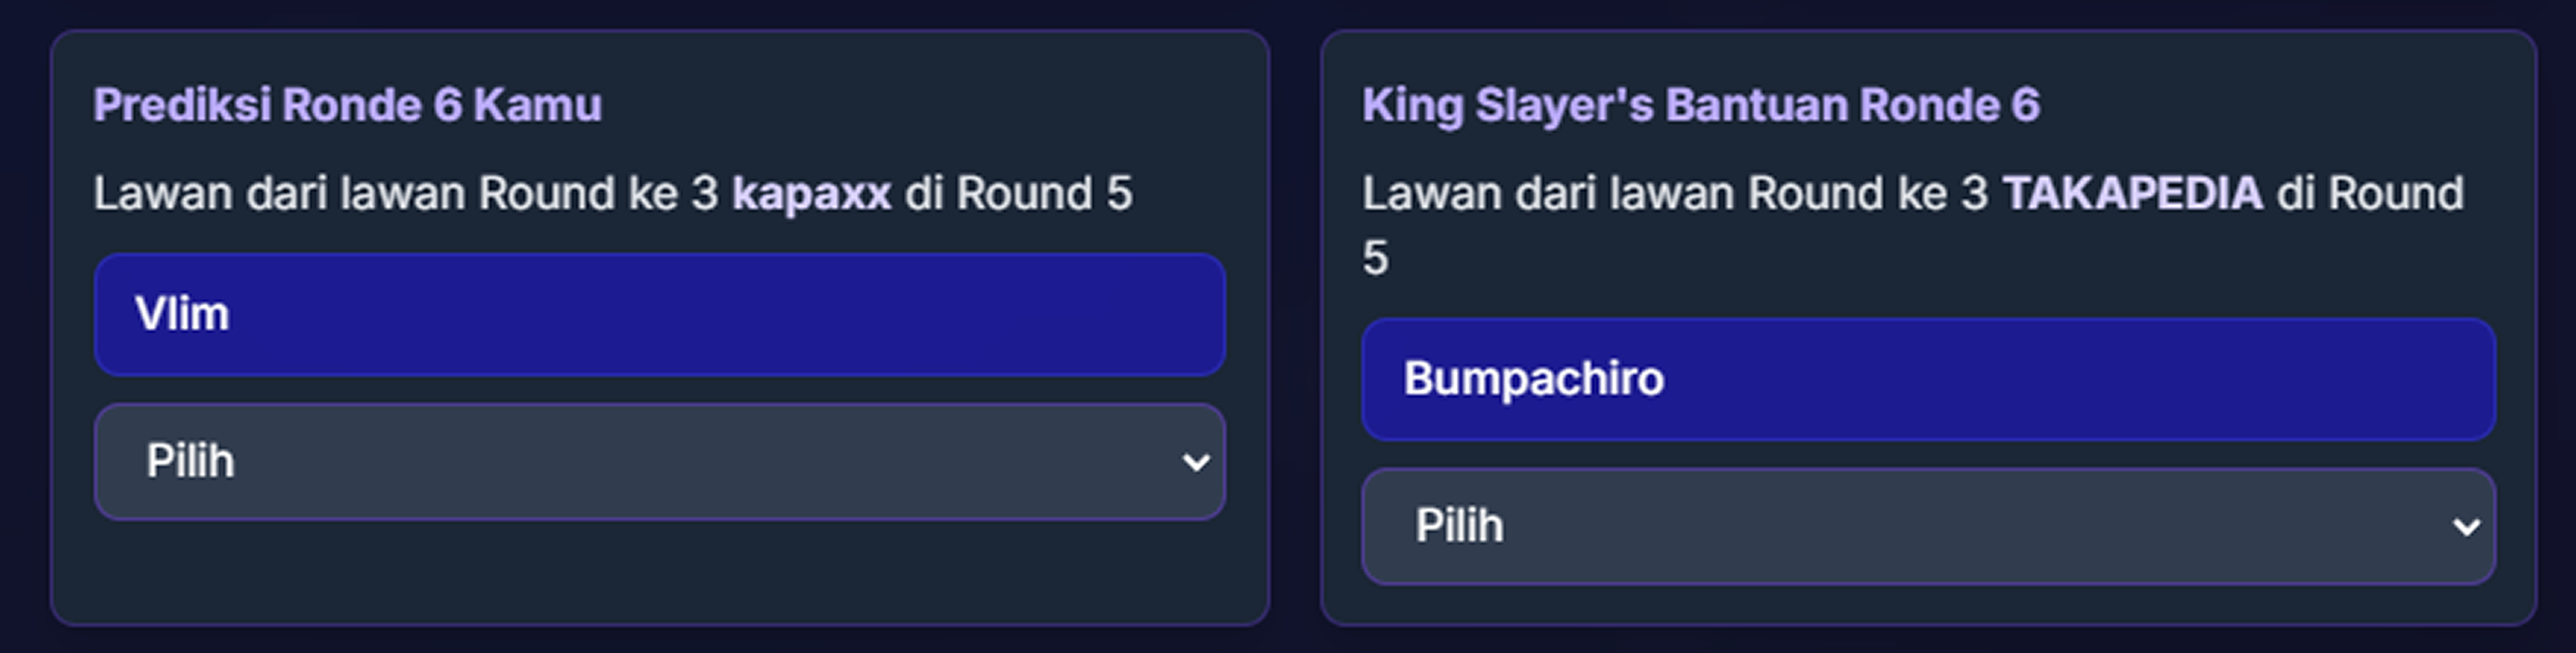 Prediksi Ronde 6 Kamu
Lawan dari lawan Round ke 3 kapaxx di Round 5
Vlim
Pilih
King Slayer's Bantuan Ronde 6
Lawan dari lawan Round ke 3 TAKAPEDIA di Round
5
Bumpachiro
Pilih